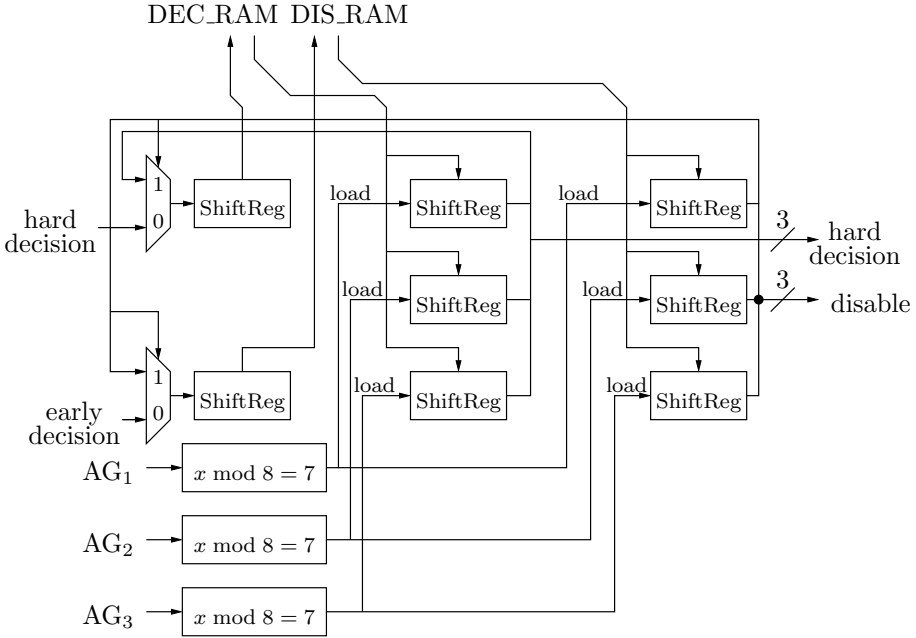 DEC_RAM DIS_RAM
1
0
ShiftReg
hard
decision
load
ShiftReg
load
ShiftReg
3
hard
decision
load
ShiftReg
load
ShiftReg
3
disable
1
0
ShiftReg
early
decision
load
ShiftReg
load
ShiftReg
AG₁
x mod 8 = 7
AG₂
x mod 8 = 7
AG₃
x mod 8 = 7